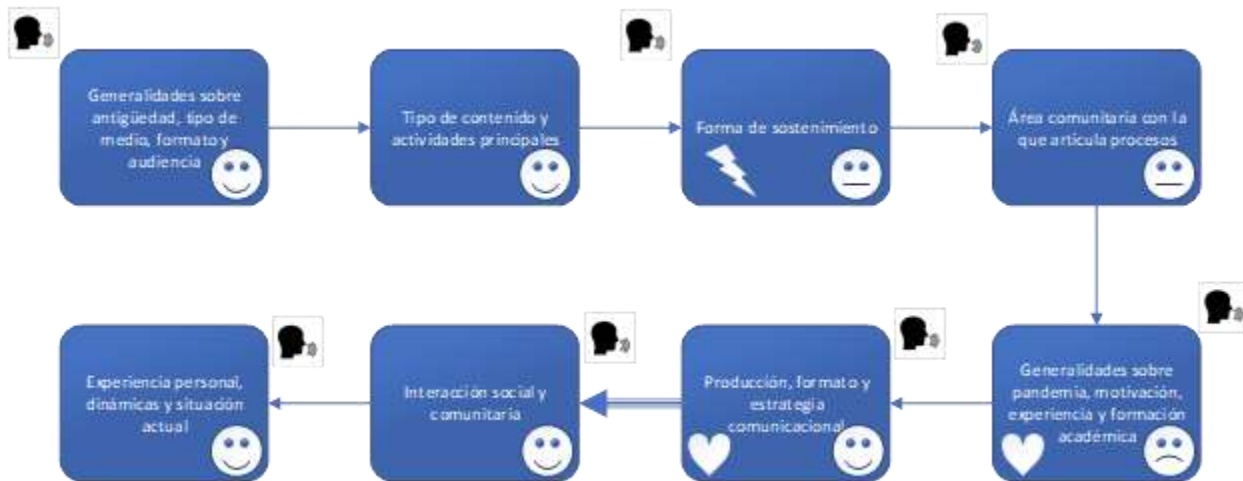 Generalidades sobre
antigüedad, tipo de
medio, formato y
audiencia
Tipo de contenido y
actividades principales
Forma de sostenimiento
Área comunitaria con la
que articula procesos
Generalidades sobre
pandemia, motivación,
experiencia y formación
académica
Producción, formato y
estrategia
comunicacional
Interacción social y
comunitaria
Experiencia personal,
dinámicas y situación
actual